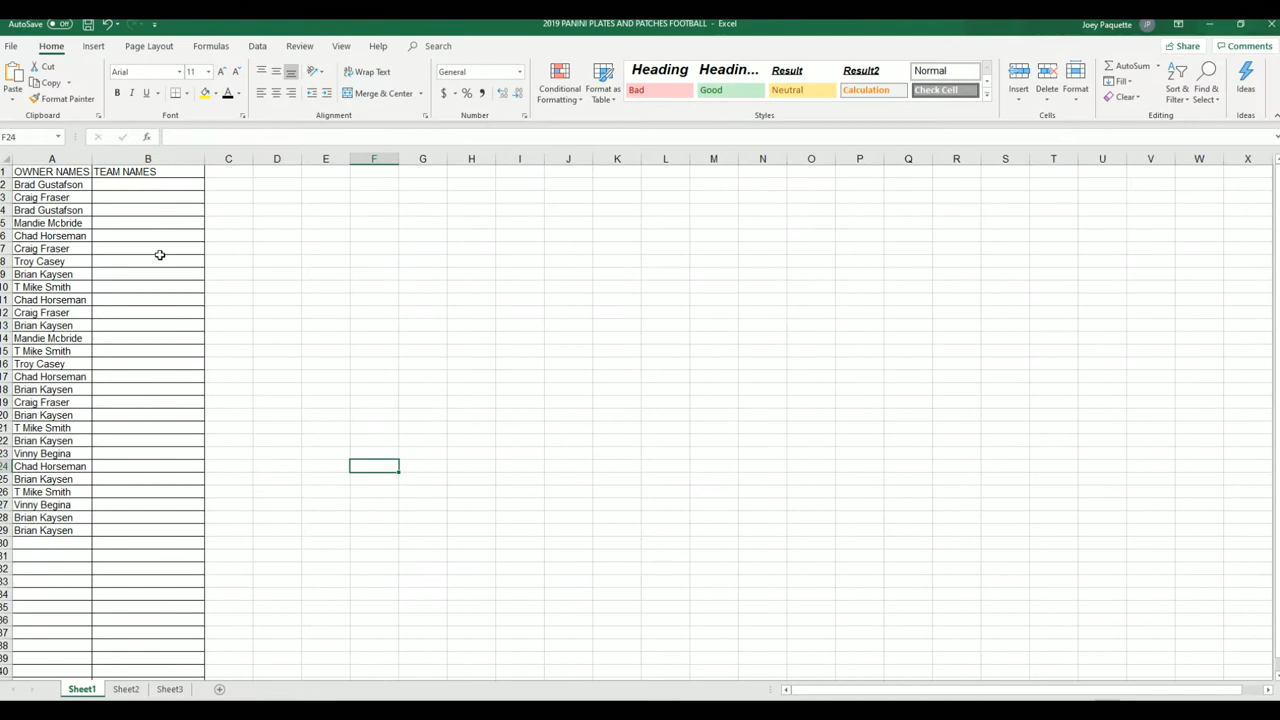 AutoSave Off
2019 PANINI PLATES AND PATCHES FOOTBALL - Excel
Joey Paquette JP
File Home Insert Page Layout Formulas Data Review View Help Search Share Comments
Paste
Cut
Copy
Format Painter
Clipboard
Arial 11
B I U
Font
Wrap Text
Merge & Center
Alignment
General
$ % 9
Number
Conditional Formatting
Format as Table
Heading Headin... Result Result2 Normal
Bad Good Neutral Calculation Check Cell
Styles
Insert Delete Format
Cells
AutoSum
Fill
Clear
Sort & Filter
Find & Select
Editing
Ideas
Ideas
F24 fx
A B C D E F G H I J K L M N O P Q R S T U V W X
1 OWNER NAMES TEAM NAMES
2 Brad Gustafson
3 Craig Fraser
4 Brad Gustafson
5 Mandie Mcbride
6 Chad Horseman
7 Craig Fraser
8 Troy Casey
9 Brian Kaysen
10 T Mike Smith
11 Chad Horseman
12 Craig Fraser
13 Brian Kaysen
14 Mandie Mcbride
15 T Mike Smith
16 Troy Casey
17 Chad Horseman
18 Brian Kaysen
19 Craig Fraser
20 Brian Kaysen
21 T Mike Smith
22 Brian Kaysen
23 Vinny Begina
24 Chad Horseman
25 Brian Kaysen
26 T Mike Smith
27 Vinny Begina
28 Brian Kaysen
29 Brian Kaysen
30
31
32
33
34
35
36
37
38
39
40
Sheet1 Sheet2 Sheet3